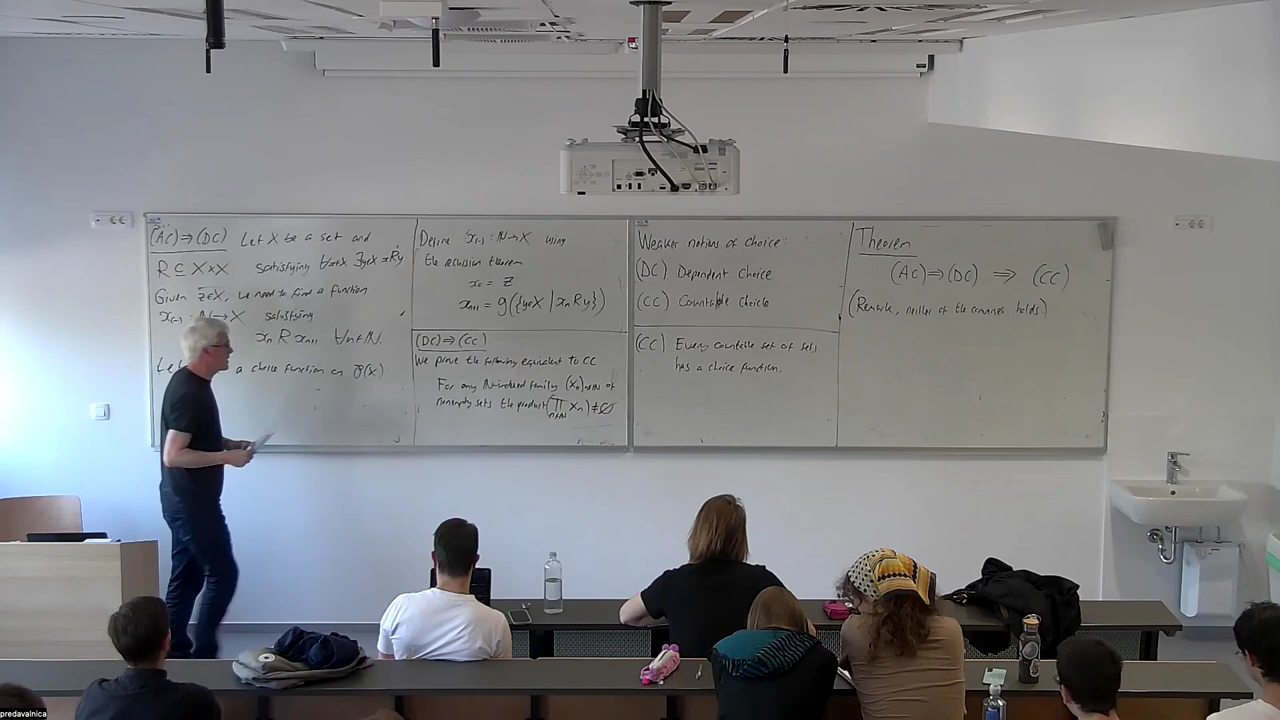 (AC)⇒(DC) Let X be a set and
R ⊆ X×X satisfying ∀x∈X ∃y∈X xRy
Given z∈X, we need to find a function
x₍₋₎ : ℕ→X satisfying
xₙ R xₙ₊₁ ∀n∈ℕ.
Let a choice function on 𝒫(X)
Define x₍₋₎ : ℕ→X using
the recursion theorem
x₀ = z
xₙ₊₁ = g({y∈X | xₙRy})
(DC)⇒(CC)
We prove the following equivalent to CC
For any ℕ-indexed family (Xₙ)ₙ∈ℕ of
nonempty sets the product (∏ₙ∈ℕ Xₙ) ≠ ∅
Weaker notions of choice:
(DC) Dependent choice
(CC) Countable choice
(CC) Every countable set of sets
has a choice function.
Theorem
(AC)⇒(DC) ⇒ (CC)
(Remark, neither of the converses holds.)
predavalnica